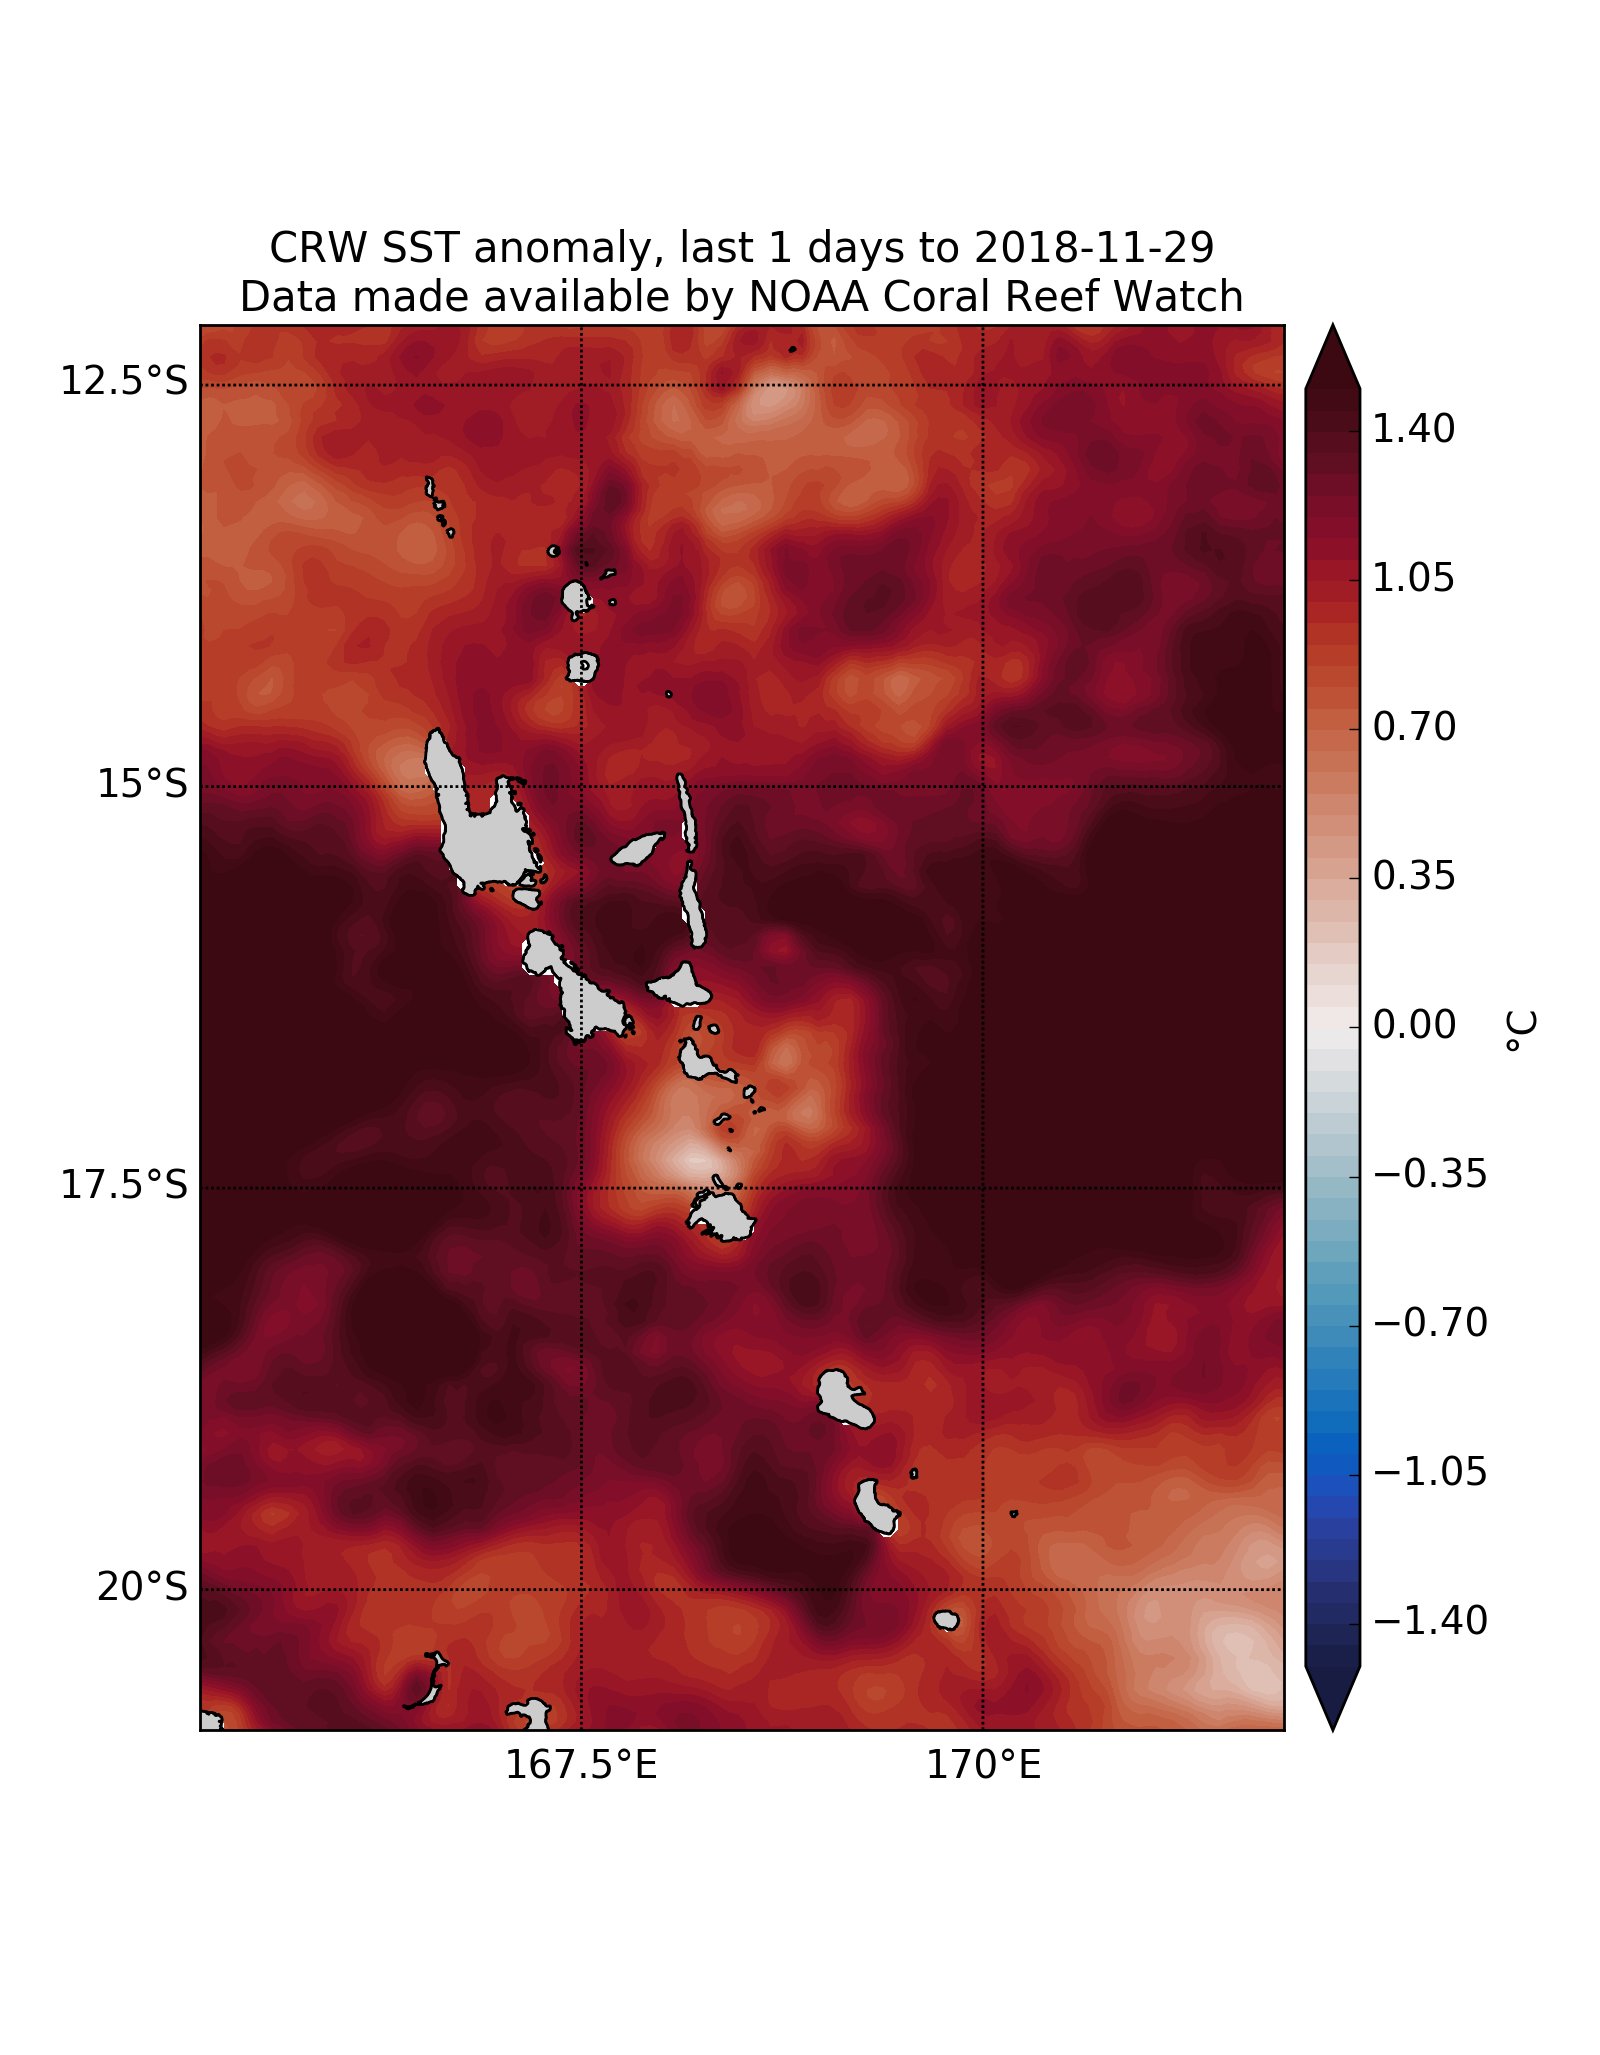 CRW SST anomaly, last 1 days to 2018-11-29
Data made available by NOAA Coral Reef Watch
12.5°S
15°S
17.5°S
20°S
167.5°E
170°E
1.40
1.05
0.70
0.35
0.00
−0.35
−0.70
−1.05
−1.40
°C